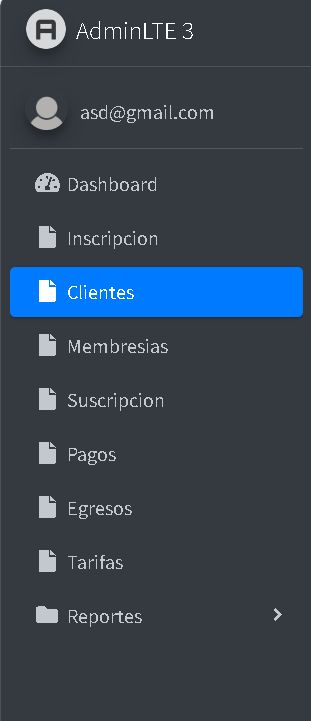 AdminLTE 3
asd@gmail.com
Dashboard
Inscripcion
Clientes
Membresias
Suscripcion
Pagos
Egresos
Tarifas
Reportes